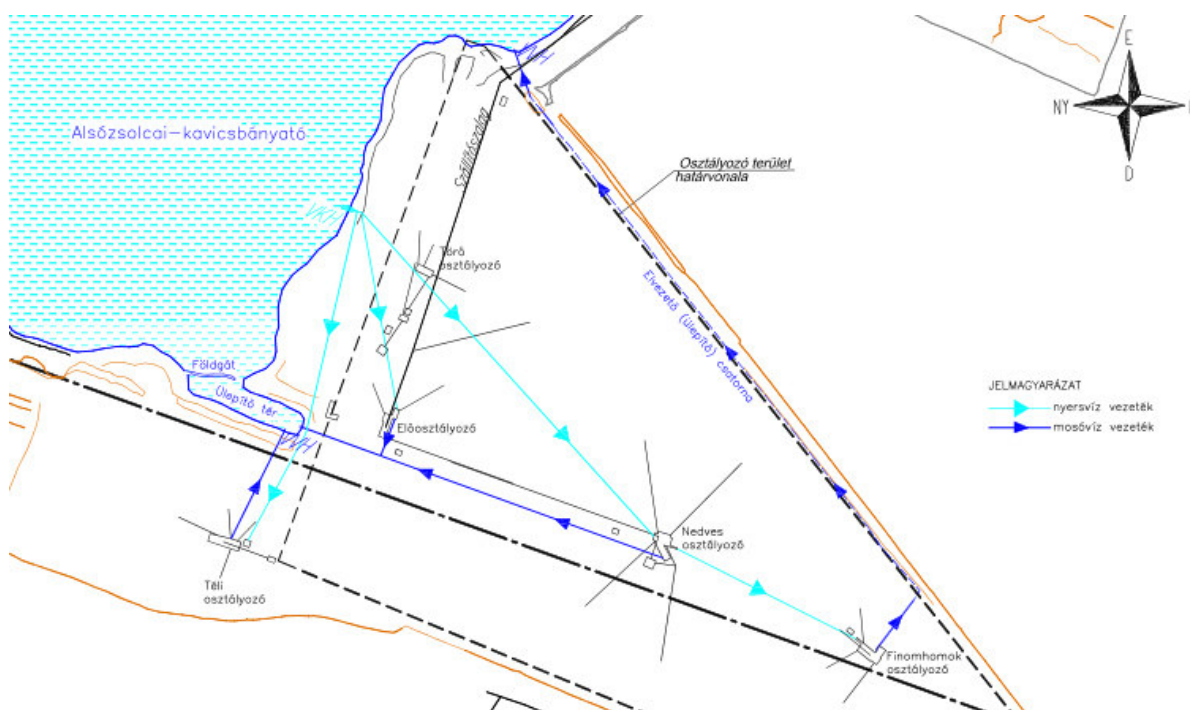 E
NY
D
Alsózsolcai–kavicsbányató
Szállítószalag
Osztályozó terület
határvonala
VKH
Törő
osztályozó
Elvezető (ülepítő) csatorna
Földgát
Ülepítő tér
Előosztályozó
JELMAGYARÁZAT
nyersvíz vezeték
mosóvíz vezeték
Nedves
osztályozó
Téli
osztályozó
Finomhomok
osztályozó